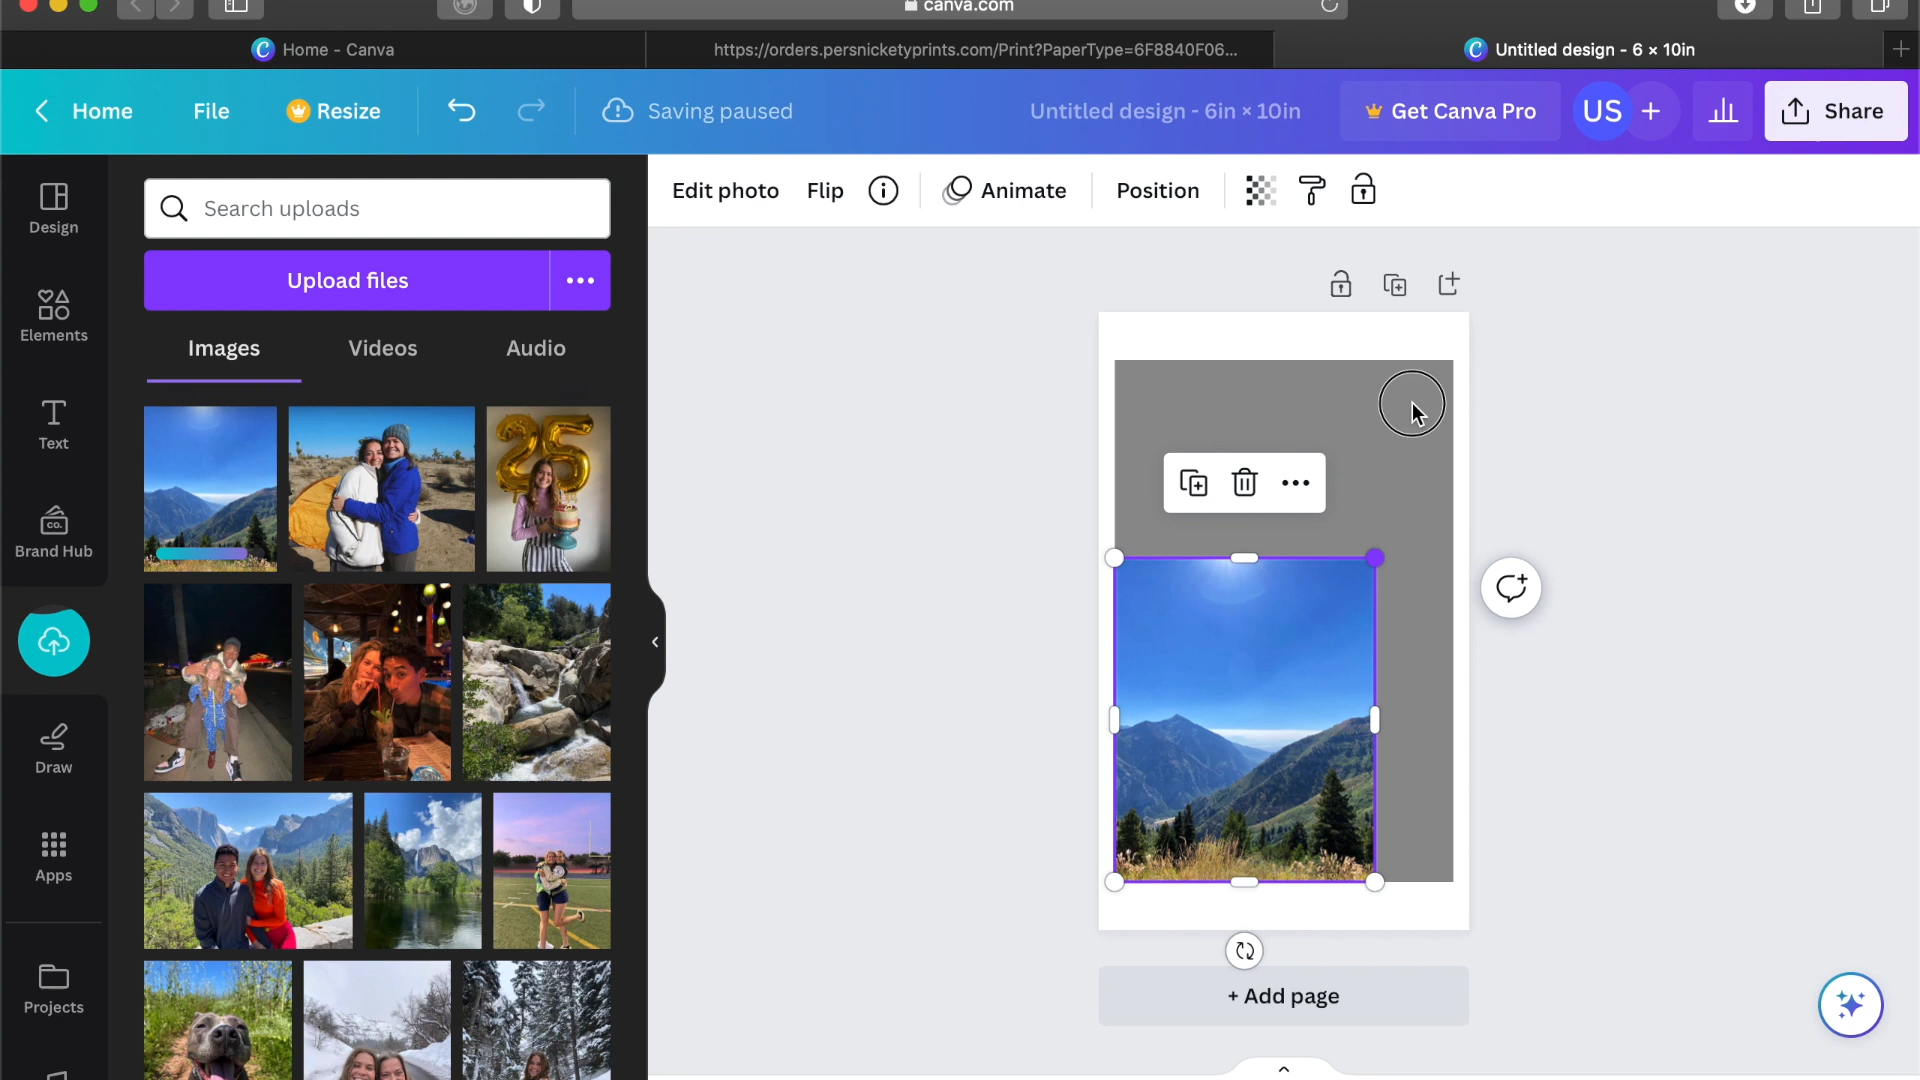 canva.com
Home - Canva
https://orders.persnicketyprints.com/Print?PaperType=6F8840F06...
Untitled design - 6 × 10in
Home
File
Resize
Saving paused
Untitled design - 6in × 10in
Get Canva Pro
US
+
Share
Design
Elements
Text
CO.
Brand Hub
Draw
Apps
Projects
Search uploads
Upload files
Images
Videos
Audio
25
Edit photo
Flip
Animate
Position
+ Add page